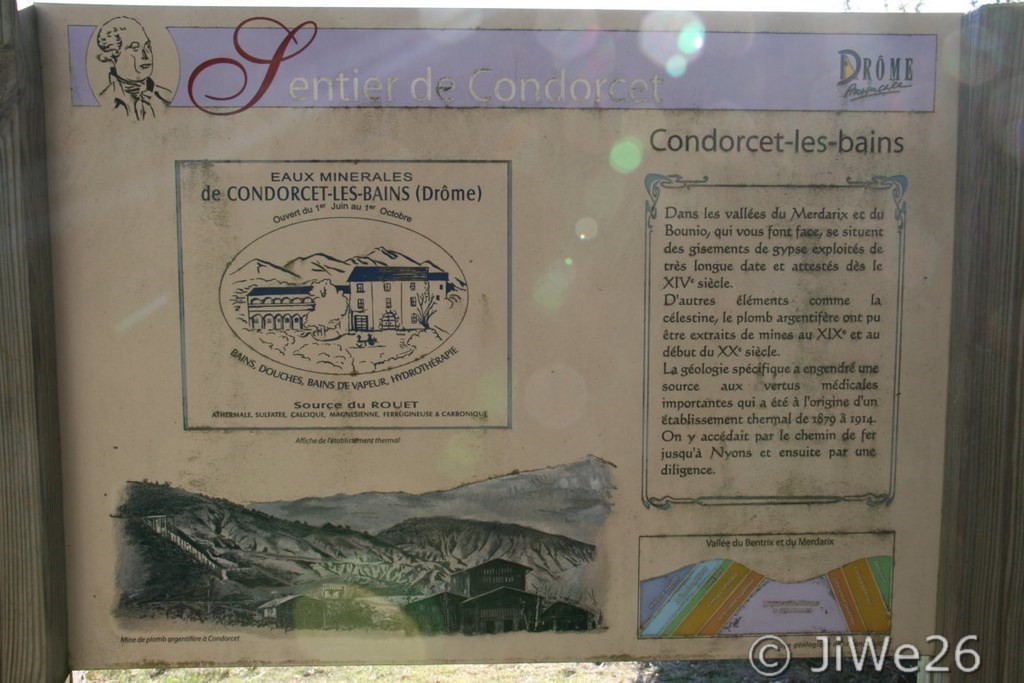 Sentier de Condorcet
DRÔME
Provençale
Condorcet-les-bains
EAUX MINERALES
de CONDORCET-LES-BAINS (Drôme)
Ouvert du 1er Juin au 1er Octobre
BAINS, DOUCHES, BAINS DE VAPEUR, HYDROTHÉRAPIE
Source du ROUET
ATHERMALE, SULFATEE, CALCIQUE, MAGNESIENNE, FERRUGINEUSE & CARBONIQUE
Affiche de l'établissement thermal
Dans les vallées du Merdarix et du
Bounio, qui vous font face, se situent
des gisements de gypse exploités de
très longue date et attestés dès le
XIVe siècle.
D'autres éléments comme la
célestine, le plomb argentifère ont pu
être extraits de mines au XIXe et au
début du XXe siècle.
La géologie spécifique a engendré une
source aux vertus médicales
importantes qui a été à l'origine d'un
établissement thermal de 1879 à 1914.
On y accédait par le chemin de fer
jusqu'à Nyons et ensuite par une
diligence.
Mine de plomb argentifère à Condorcet
Vallée du Bentrix et du Merdarix
© JiWe26